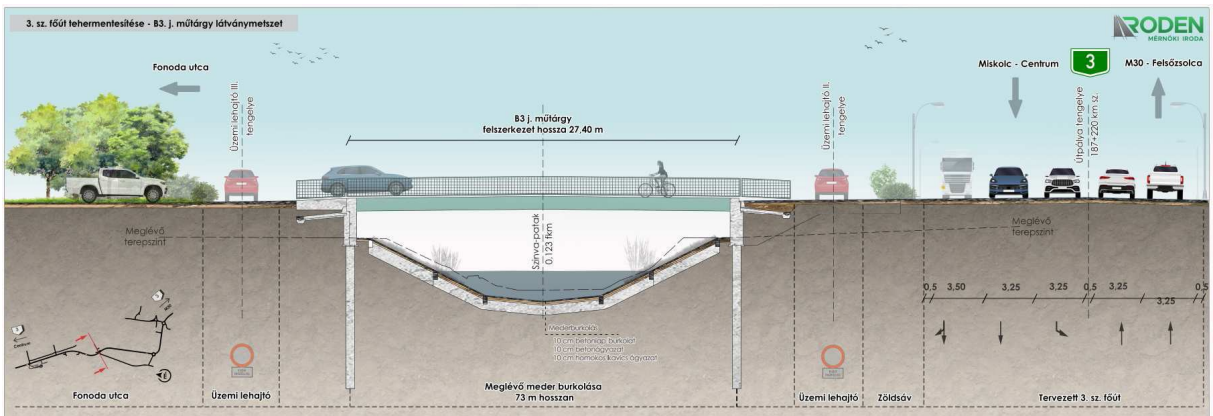 3. sz. főút tehermentesítése - B3. j. műtárgy látványmetszet
RODEN
MÉRNÖKI IRODA
Fonoda utca
Üzemi lehajtó III.
tengelye
B3 j. műtárgy
felszerkezet hossza 27,40 m
Üzemi lehajtó II.
tengelye
Miskolc - Centrum
3
M30 - Felsőzsolca
Útpálya tengelye
187+220 km sz.
Meglévő
terepszint
Szinva-patak
0,123 fkm
Meglévő
terepszint
0,5 3,50 3,25 3,25 0,5 3,25 3,25 0,5
Mederburkolat
10 cm betonlap burkolat
10 cm betonágyazat
10 cm homokos kavics ágyazat
Centrum
É
Fonoda utca
Üzemi lehajtó
Meglévő meder burkolása
73 m hosszan
Üzemi lehajtó
Zöldsáv
Tervezett 3. sz. főút